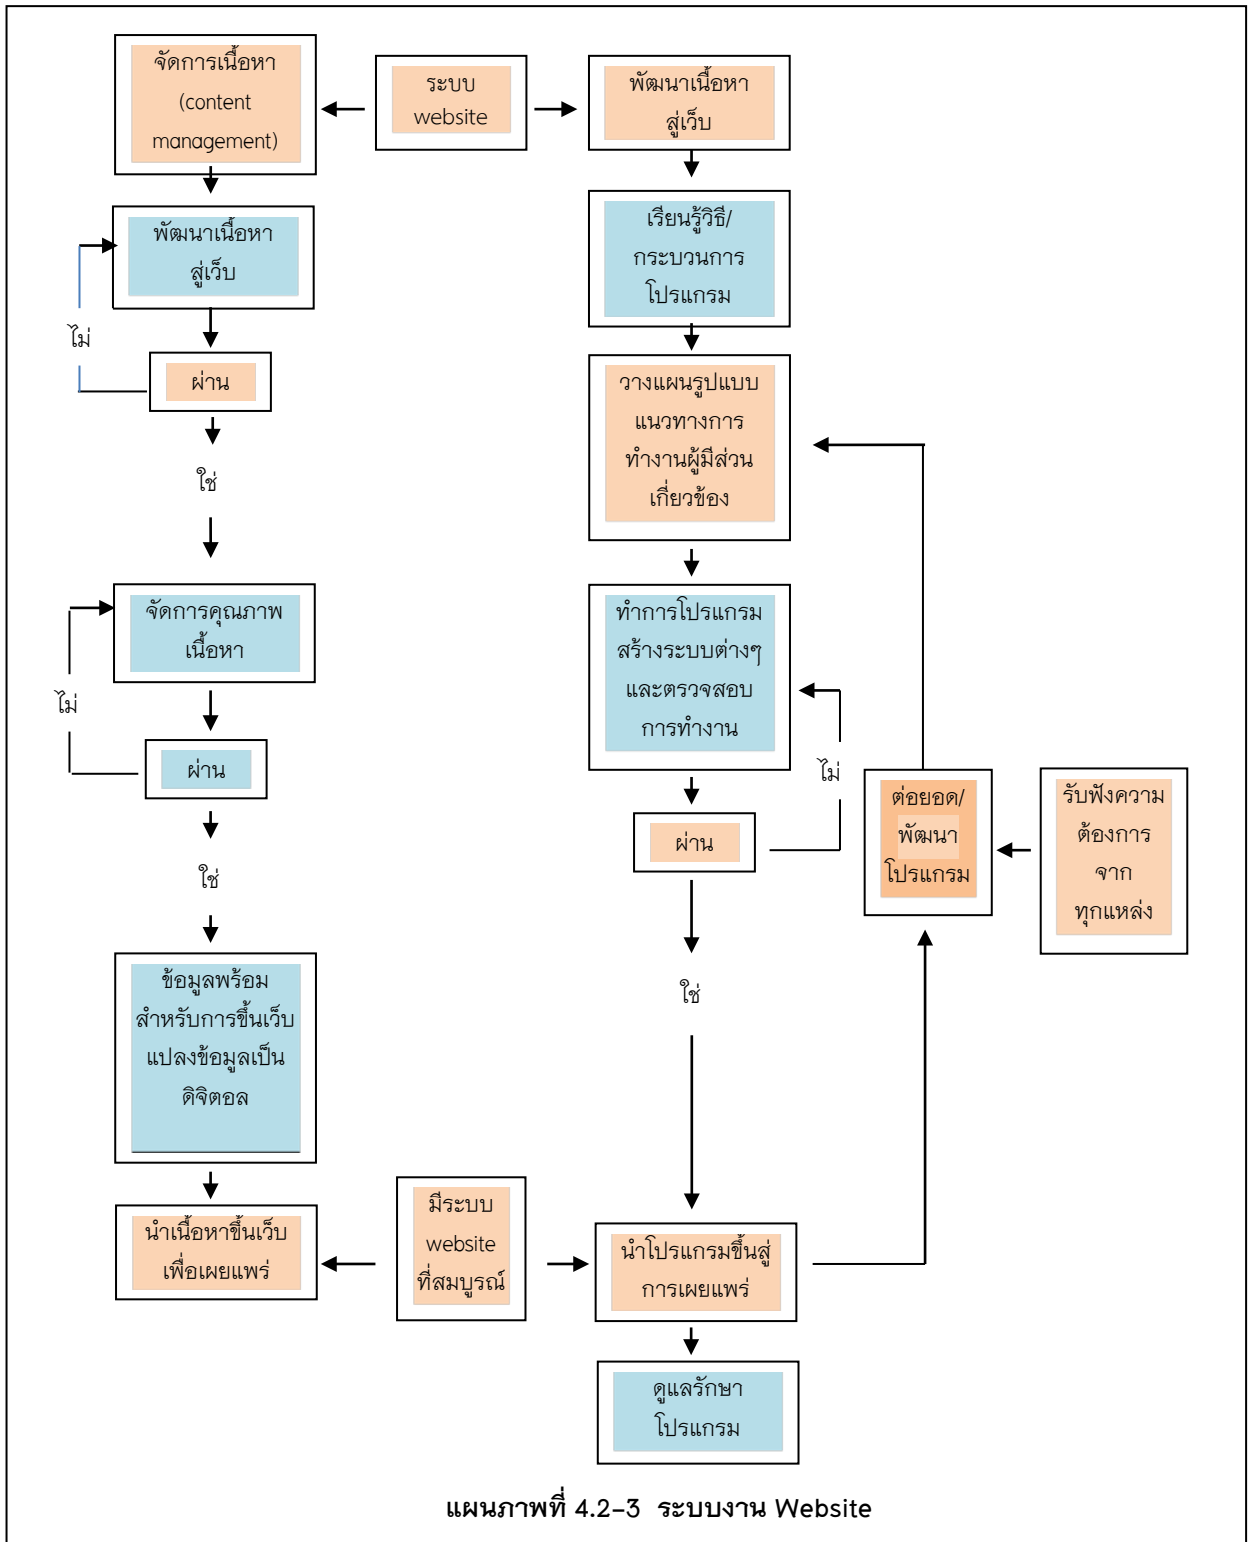 จัดการเนื้อหา
(content
management)
ระบบ
website
พัฒนาเนื้อหา
สู่เว็บ
พัฒนาเนื้อหา
สู่เว็บ
ไม่
ผ่าน
ใช่
จัดการคุณภาพ
เนื้อหา
ไม่
ผ่าน
ใช่
ข้อมูลพร้อม
สำหรับการขึ้นเว็บ
แปลงข้อมูลเป็น
ดิจิตอล
นำเนื้อหาขึ้นเว็บ
เพื่อเผยแพร่
มีระบบ
website
ที่สมบูรณ์
เรียนรู้วิธี/
กระบวนการ
โปรแกรม
วางแผนรูปแบบ
แนวทางการ
ทำงานผู้มีส่วน
เกี่ยวข้อง
ทำการโปรแกรม
สร้างระบบต่างๆ
และตรวจสอบ
การทำงาน
ไม่
ผ่าน
ใช่
ต่อยอด/
พัฒนา
โปรแกรม
รับฟังความ
ต้องการ
จาก
ทุกแหล่ง
นำโปรแกรมขึ้นสู่
การเผยแพร่
ดูแลรักษา
โปรแกรม
แผนภาพที่ 4.2-3 ระบบงาน Website